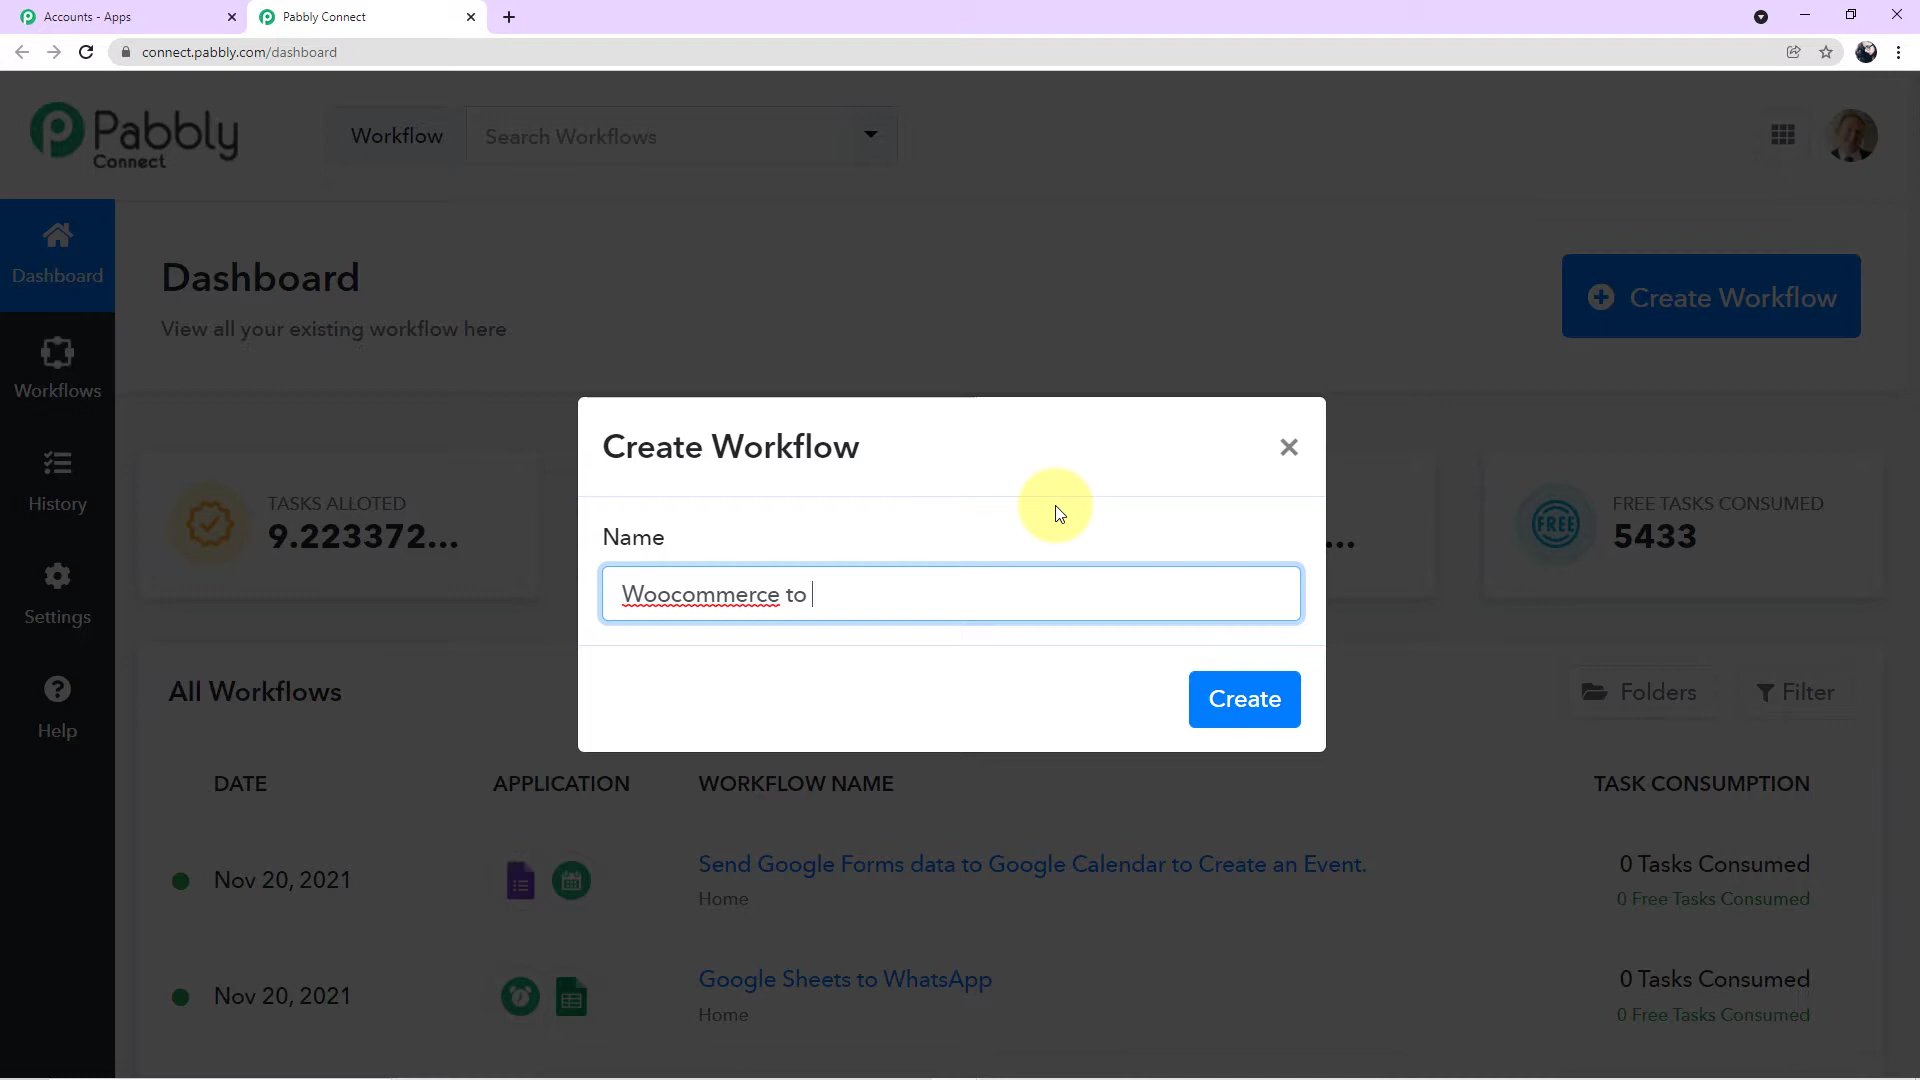 Accounts - Apps
Pabbly Connect
connect.pabbly.com/dashboard
Pabbly
Connect
Workflow
Search Workflows
Dashboard
Workflows
History
Settings
Help
Dashboard
View all your existing workflow here
Create Workflow
TASKS ALLOTED
9.223372...
...
FREE
FREE TASKS CONSUMED
5433
Create Workflow
×
Name
Woocommerce to
Create
All Workflows
Folders
Filter
DATE
APPLICATION
WORKFLOW NAME
TASK CONSUMPTION
Nov 20, 2021
Send Google Forms data to Google Calendar to Create an Event.
Home
0 Tasks Consumed
0 Free Tasks Consumed
Nov 20, 2021
Google Sheets to WhatsApp
Home
0 Tasks Consumed
0 Free Tasks Consumed